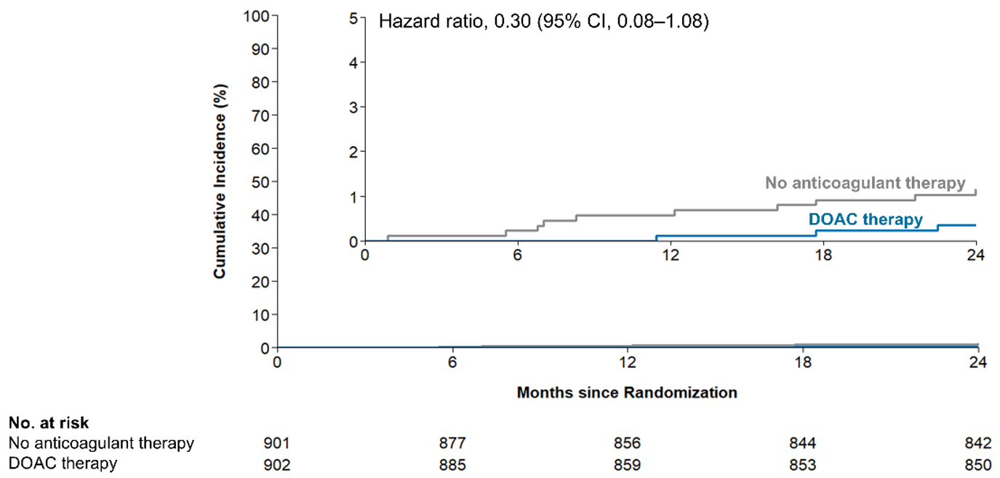 Hazard ratio, 0.30 (95% CI, 0.08–1.08)
Cumulative Incidence (%)
100
90
80
70
60
50
40
30
20
10
0
5
4
3
2
1
0
No anticoagulant therapy
DOAC therapy
0 6 12 18 24
0 6 12 18 24
Months since Randomization
No. at risk
No anticoagulant therapy 901 877 856 844 842
DOAC therapy 902 885 859 853 850